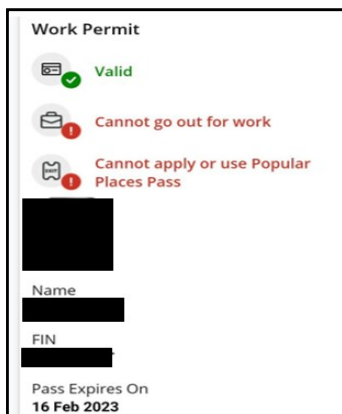 Work Permit
Valid
Cannot go out for work
Cannot apply or use Popular
Places Pass
Name
FIN
Pass Expires On
16 Feb 2023